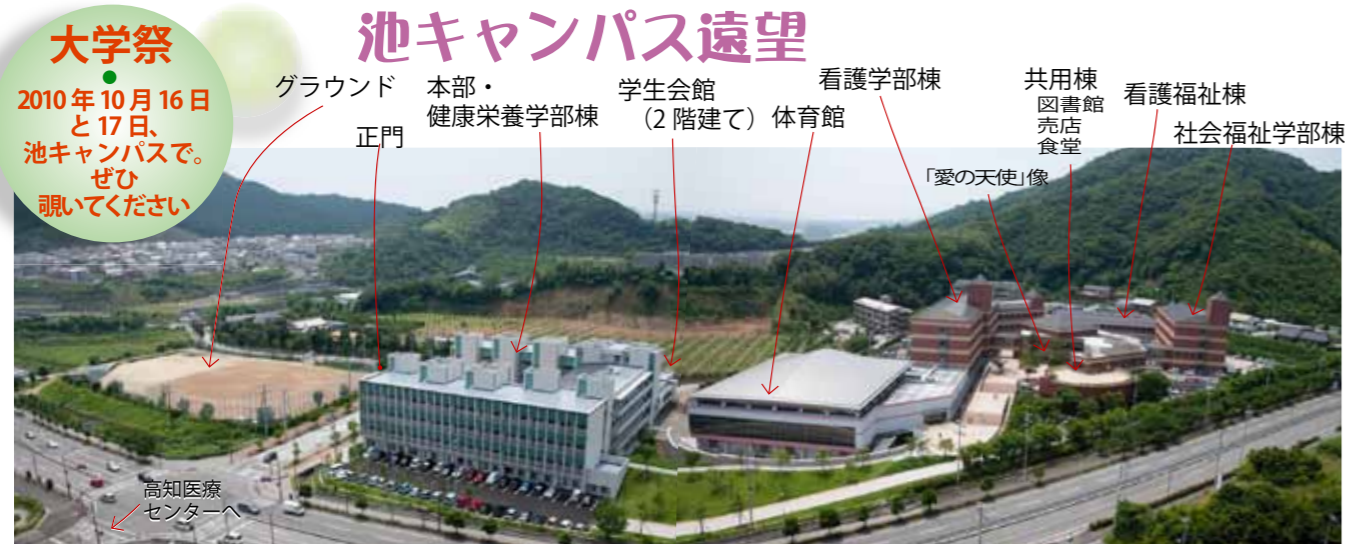 池キャンパス遠望
大学祭
●
2010年10月16日
と17日、
池キャンパスで。
ぜひ
覗いてください
グラウンド
正門
本部・
健康栄養学部棟
学生会館
（2階建て）
体育館
看護学部棟
「愛の天使」像
共用棟
図書館
売店
食堂
看護福祉棟
社会福祉学部棟
高知医療
センターへ